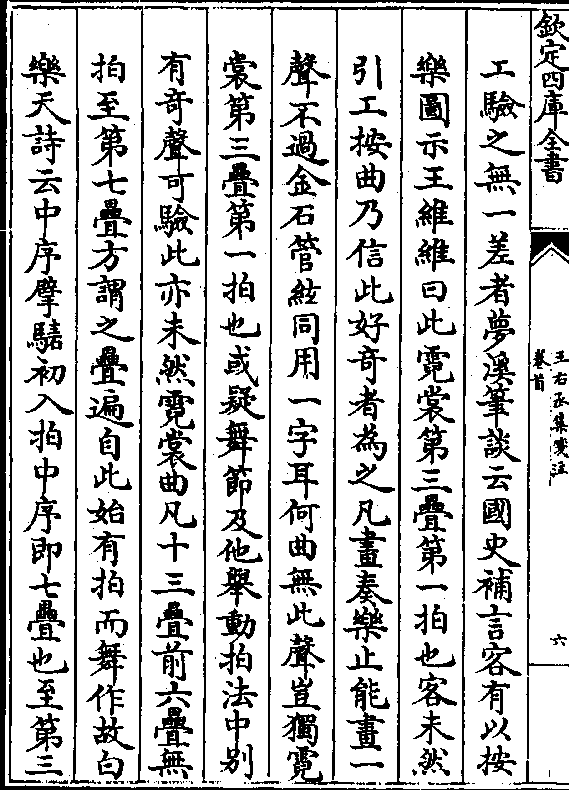 欽定四庫全書
王右丞集箋注
卷首
六
工驗之無一差者夢溪筆談云國史補言客有以按
樂圖示王維維曰此霓裳第三疊第一拍也客未然
引工按曲乃信此好奇者為之凡畫奏樂止能畫一
聲不過金石管絃同用一字耳何曲無此聲豈獨霓
裳第三疊第一拍也或疑舞節及他舉動拍法中別
有奇聲可驗此亦未然霓裳曲凡十三疊前六疊無
拍至第七疊方謂之疊遍自此始有拍而舞作故白
樂天詩云中序擘騞初入拍中序即七疊也至第三